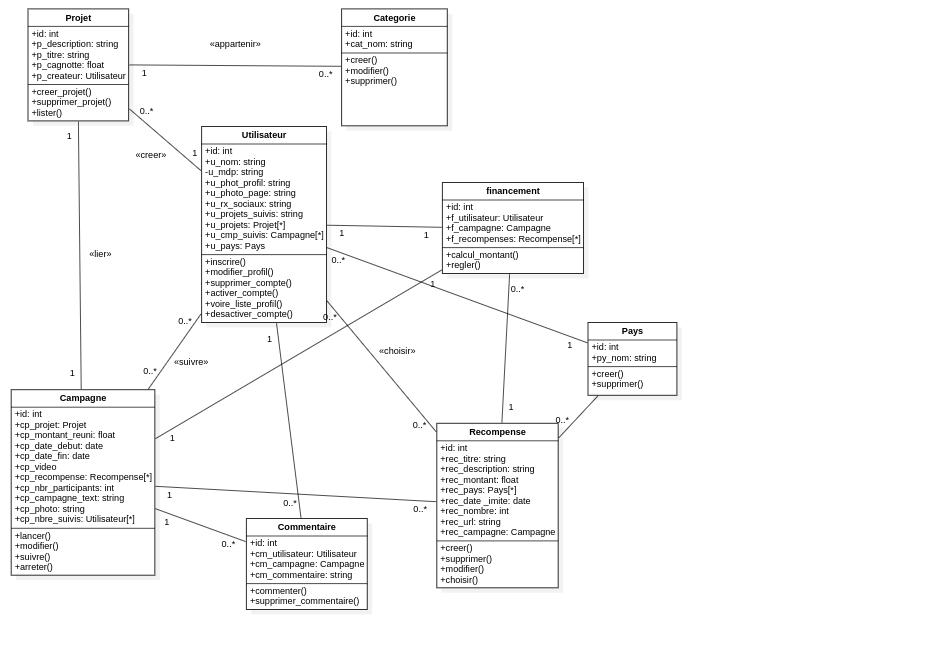 Projet
+id: int
+p_description: string
+p_titre: string
+p_cagnotte: float
+p_createur: Utilisateur
+creer_projet()
+supprimer_projet()
+lister()
Categorie
+id: int
+cat_nom: string
+creer()
+modifier()
+supprimer()
«appartenir»
1
0..*
0..*
«creer»
1
1
«lier»
1
Utilisateur
+id: int
+u_nom: string
-u_mdp: string
+u_phot_profil: string
+u_photo_page: string
+u_rx_sociaux: string
+u_projets_suivis: string
+u_projets: Projet[*]
+u_cmp_suivis: Campagne[*]
+u_pays: Pays
+inscrire()
+modifier_profil()
+supprimer_compte()
+activer_compte()
+voire_liste_profil()
+desactiver_compte()
financement
+id: int
+f_utilisateur: Utilisateur
+f_campagne: Campagne
+f_recompenses: Recompense[*]
+calcul_montant()
+regler()
1
1
0..*
1
1
0..*
1
0..*
«suivre»
0..*
0..*
«choisir»
0..*
1
0..*
Pays
+id: int
+py_nom: string
+creer()
+supprimer()
0..*
Campagne
+id: int
+cp_projet: Projet
+cp_montant_reuni: float
+cp_date_debut: date
+cp_date_fin: date
+cp_video
+cp_recompense: Recompense[*]
+cp_nbr_participants: int
+cp_campagne_text: string
+cp_photo: string
+cp_nbre_suivis: Utilisateur[*]
+lancer()
+modifier()
+suivre()
+arreter()
1
1
0..*
1
0..*
Commentaire
+id: int
+cm_utilisateur: Utilisateur
+cm_campagne: Campagne
+cm_commentaire: string
+commenter()
+supprimer_commentaire()
1
Recompense
+id: int
+rec_titre: string
+rec_description: string
+rec_montant: float
+rec_pays: Pays[*]
+rec_date _imite: date
+rec_nombre: int
+rec_url: string
+rec_campagne: Campagne
+creer()
+supprimer()
+modifier()
+choisir()